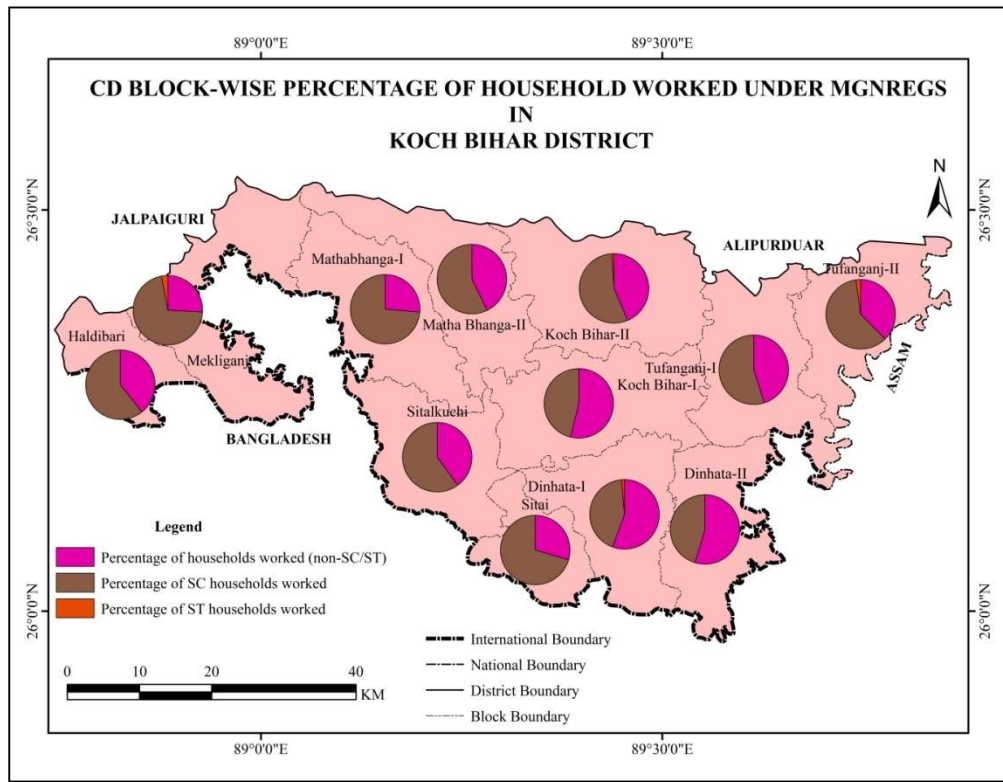 89°0'0"E
89°30'0"E
CD BLOCK-WISE PERCENTAGE OF HOUSEHOLD WORKED UNDER MGNREGS
IN
KOCH BIHAR DISTRICT
N
26°30'0"N
26°30'0"N
JALPAIGURI
ALIPURDUAR
Mathabhanga-I
Tufanganj-II
Matha Bhanga-II
Koch Bihar-II
Haldibari
Mekliganj
Tufanganj-I
Koch Bihar-I
ASSAM
Sitalkuchi
BANGLADESH
Dinhata-II
Dinhata-I
Sitai
Legend
Percentage of households worked (non-SC/ST)
Percentage of SC households worked
Percentage of ST households worked
26°0'0"N
26°0'0"N
International Boundary
National Boundary
District Boundary
Block Boundary
0 10 20 40
KM
89°0'0"E
89°30'0"E